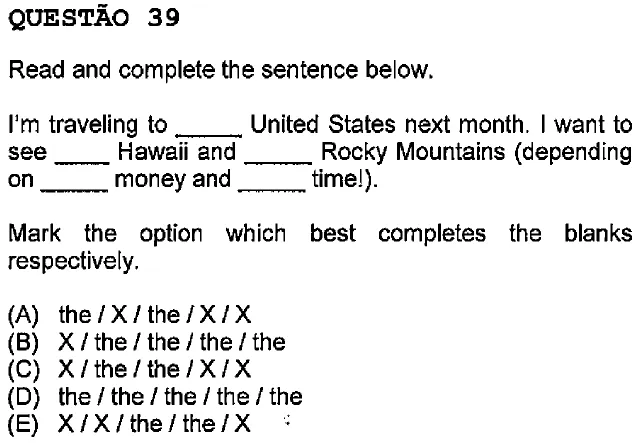 QUESTÃO 39
Read and complete the sentence below.
I'm traveling to _____ United States next month. I want to
see _____ Hawaii and _____ Rocky Mountains (depending
on _____ money and _____ time!).
Mark the option which best completes the blanks
respectively.
(A) the / X / the / X / X
(B) X / the / the / the / the
(C) X / the / the / X / X
(D) the / the / the / the / the
(E) X / X / the / the / X